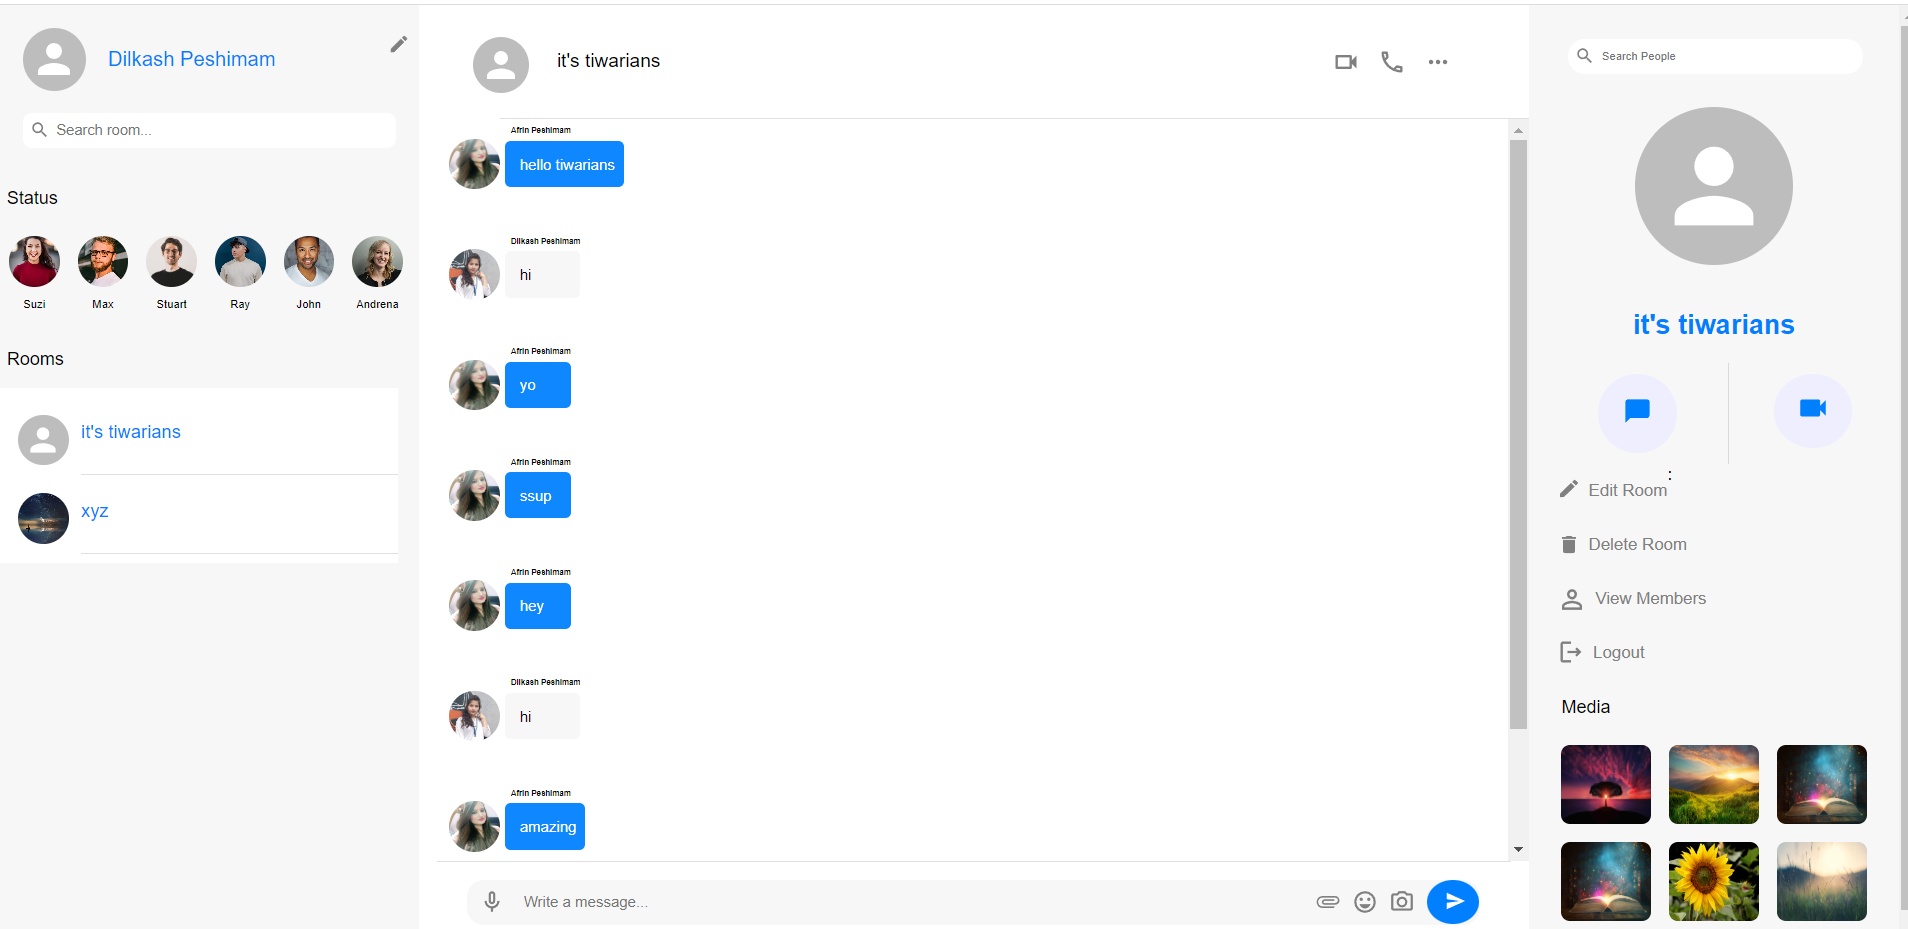 Dilkash Peshimam
Search room...
Status
Suzi
Max
Stuart
Ray
John
Andrena
Rooms
it's tiwarians
xyz
it's tiwarians
Afrin Peshimam
hello tiwarians
Dilkash Peshimam
hi
Afrin Peshimam
yo
Afrin Peshimam
ssup
Afrin Peshimam
hey
Dilkash Peshimam
hi
Afrin Peshimam
amazing
Write a message...
Search People
it's tiwarians
:
Edit Room
Delete Room
View Members
Logout
Media